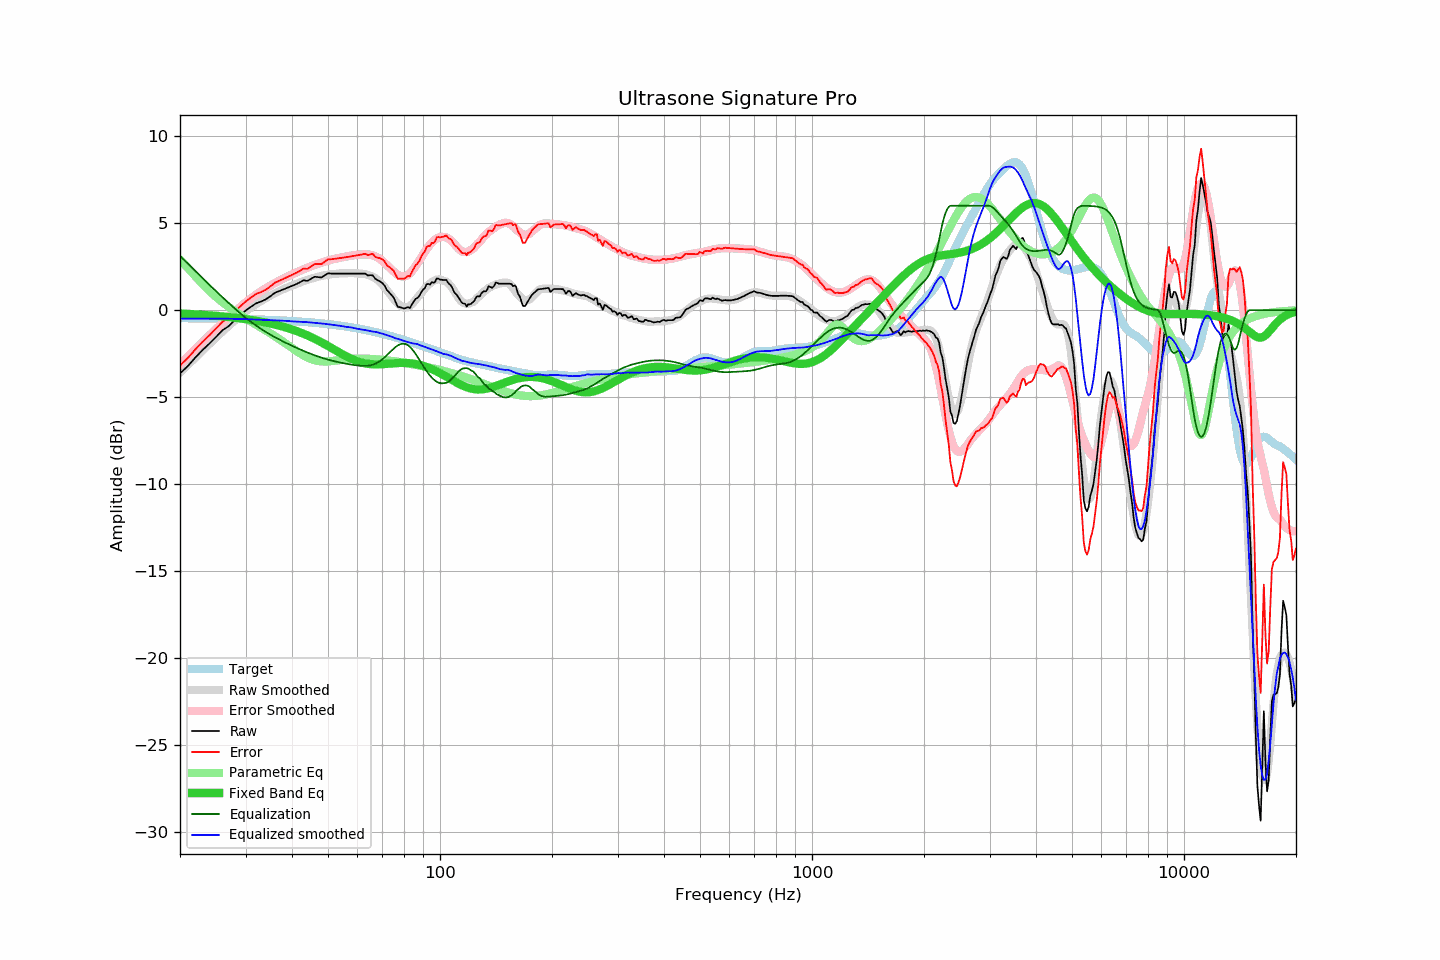 Ultrasone Signature Pro
10
5
0
−5
−10
−15
−20
−25
−30
Amplitude (dBr)
Target
Raw Smoothed
Error Smoothed
Raw
Error
Parametric Eq
Fixed Band Eq
Equalization
Equalized smoothed
100
1000
10000
Frequency (Hz)